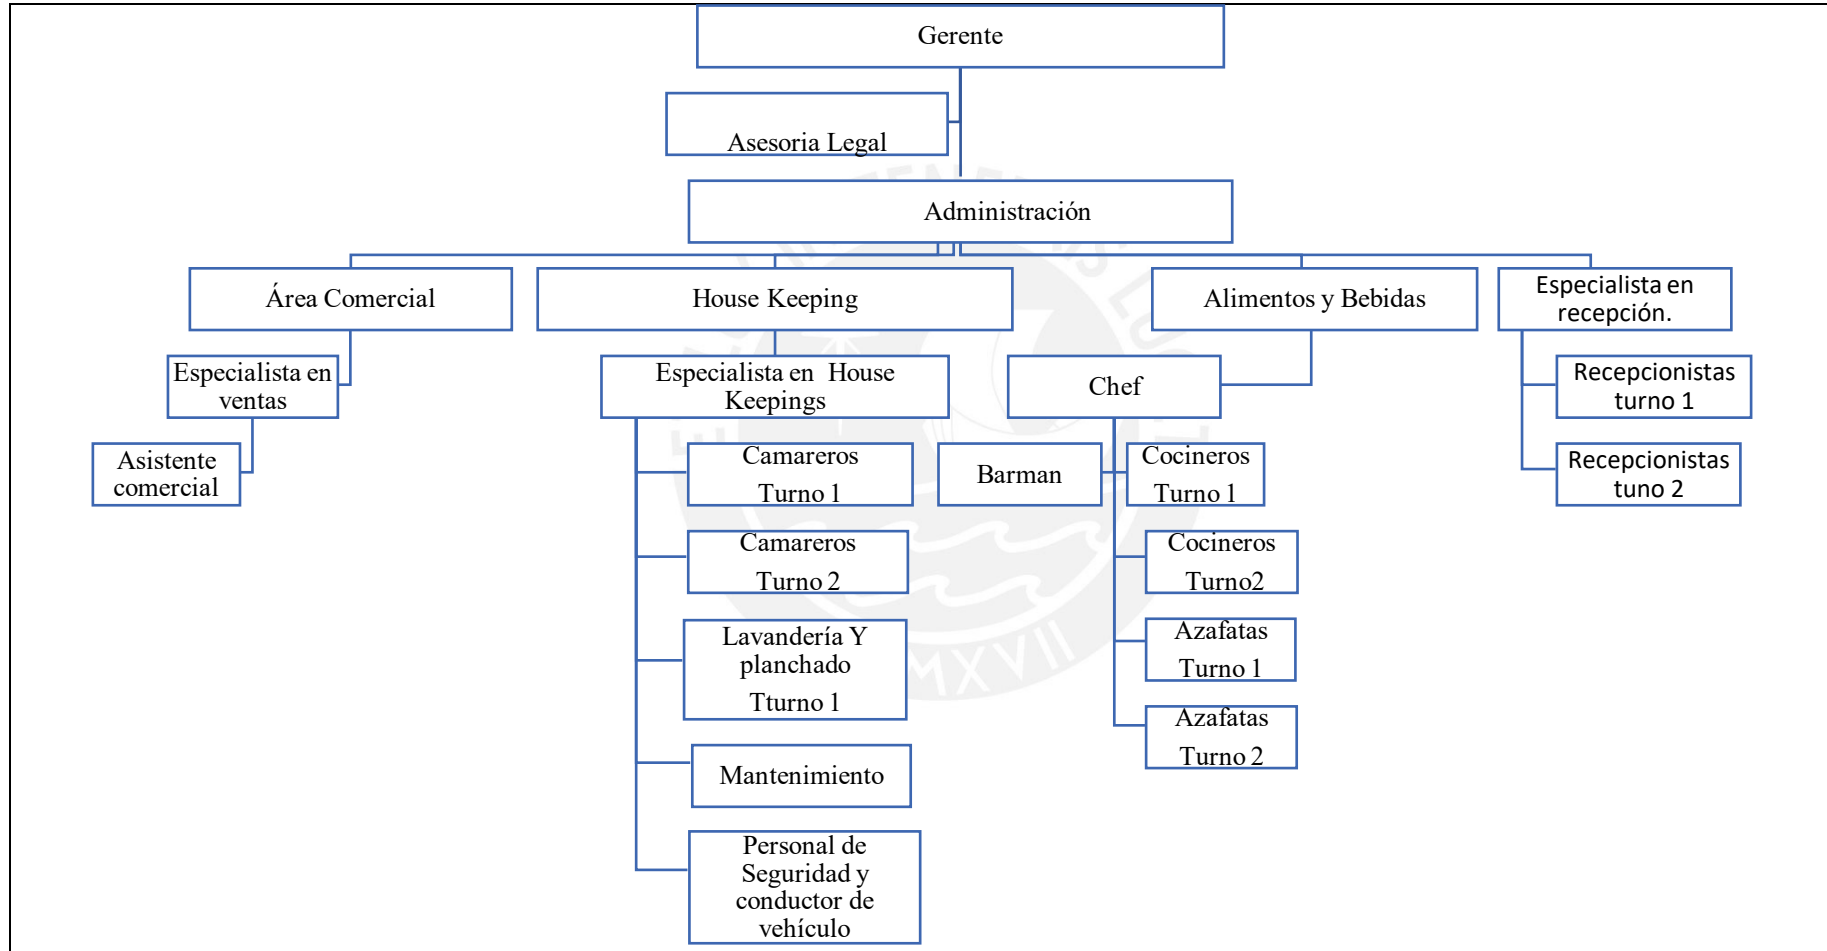 Gerente
Asesoria Legal
Administración
Área Comercial
House Keeping
Alimentos y Bebidas
Especialista en
recepción.
Especialista en
ventas
Especialista en House
Keepings
Chef
Recepcionistas
turno 1
Asistente
comercial
Camareros
Turno 1
Barman
Cocineros
Turno 1
Recepcionistas
tuno 2
Camareros
Turno 2
Cocineros
Turno2
Lavandería Y
planchado
Tturno 1
Azafatas
Turno 1
Azafatas
Turno 2
Mantenimiento
Personal de
Seguridad y
conductor de
vehículo
MXVII